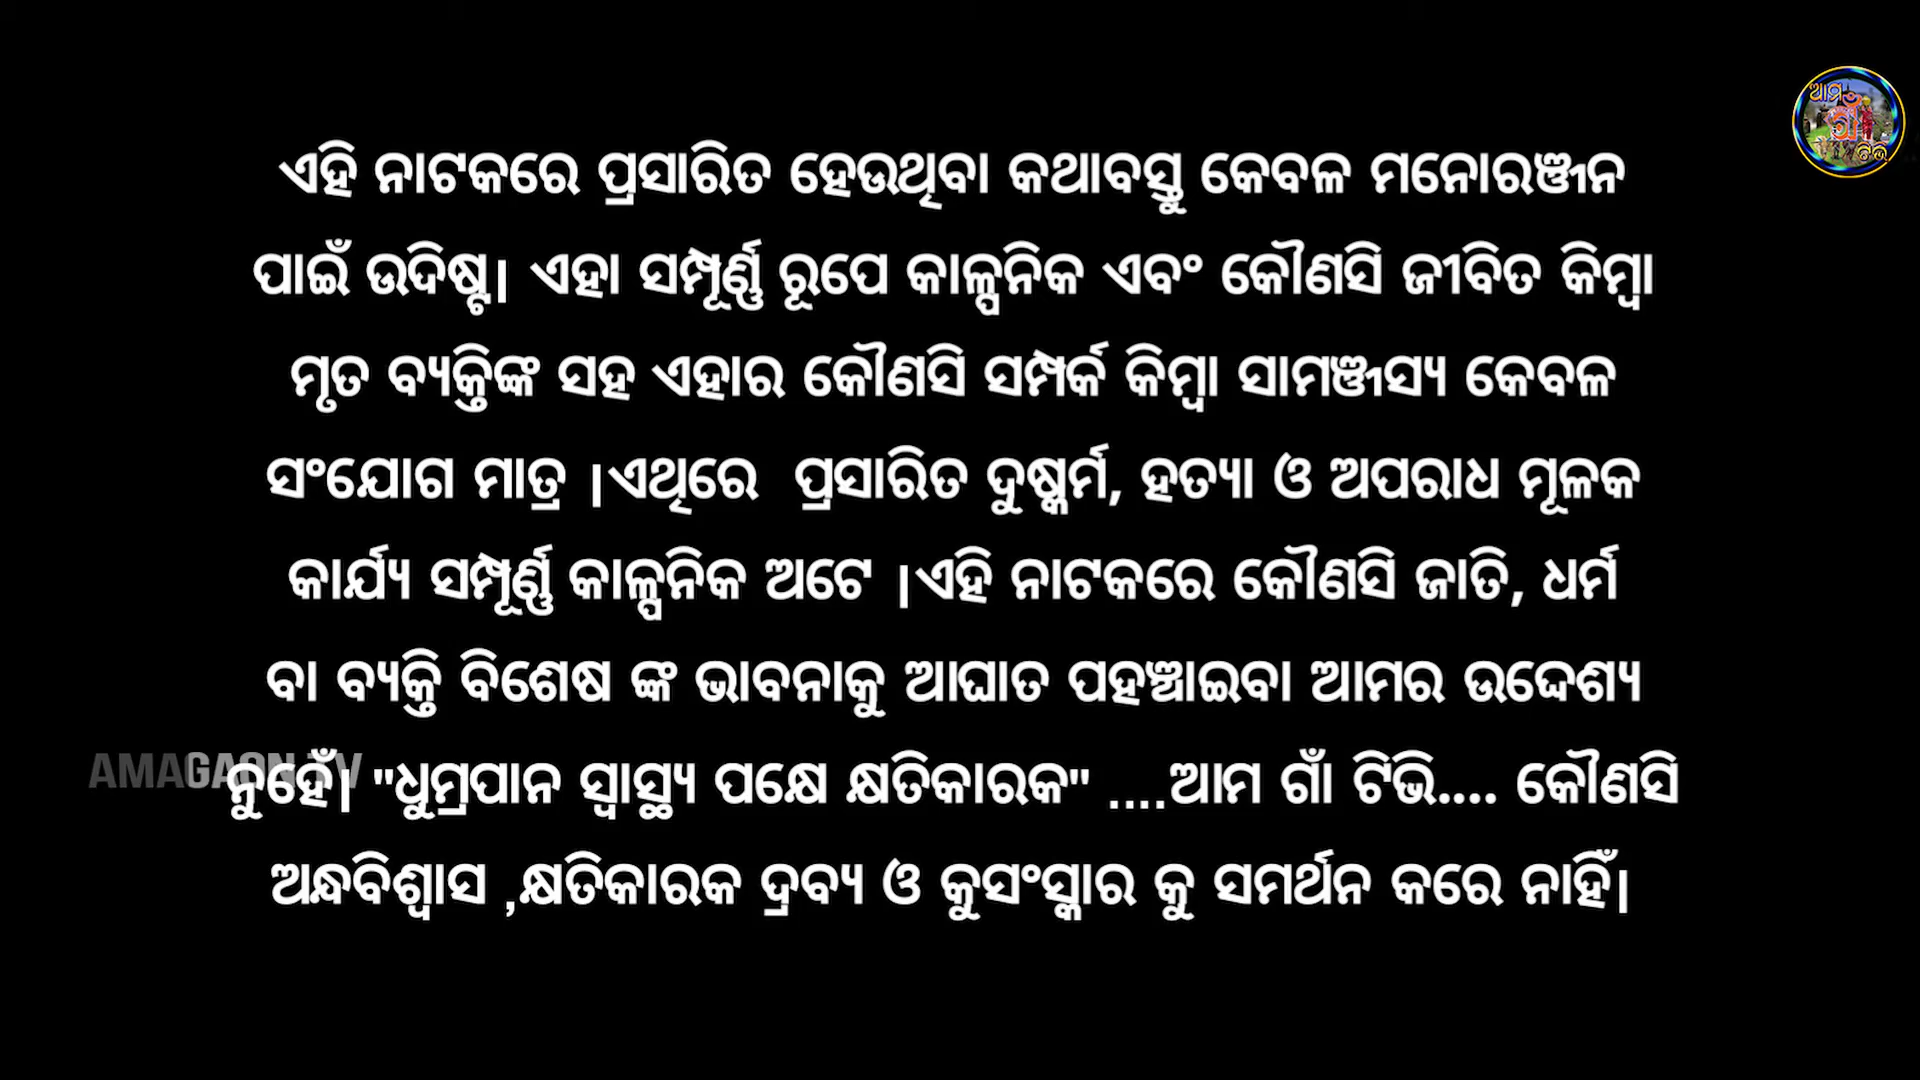 ଆମ ଗାଁ ଟିଭି
ଏହି ନାଟକରେ ପ୍ରସାରିତ ହେଉଥିବା କଥାବସ୍ତୁ କେବଳ ମନୋରଞ୍ଜନ
ପାଇଁ ଉଦିଷ୍ଟ। ଏହା ସମ୍ପୂର୍ଣ୍ଣ ରୂପେ କାଳ୍ପନିକ ଏବଂ କୌଣସି ଜୀବିତ କିମ୍ବା
ମୃତ ବ୍ୟକ୍ତିଙ୍କ ସହ ଏହାର କୌଣସି ସମ୍ପର୍କ କିମ୍ବା ସାମଞ୍ଜସ୍ୟ କେବଳ
ସଂଯୋଗ ମାତ୍ର ।ଏଥିରେ  ପ୍ରସାରିତ ଦୁଷ୍କର୍ମ, ହତ୍ୟା ଓ ଅପରାଧ ମୂଳକ
କାର୍ଯ୍ୟ ସମ୍ପୂର୍ଣ୍ଣ କାଳ୍ପନିକ ଅଟେ ।ଏହି ନାଟକରେ କୌଣସି ଜାତି, ଧର୍ମ
ବା ବ୍ୟକ୍ତି ବିଶେଷ ଙ୍କ ଭାବନାକୁ ଆଘାତ ପହଞ୍ଚାଇବା ଆମର ଉଦ୍ଦେଶ୍ୟ
AMAGAON TV
ନୁହେଁ। "ଧୁମ୍ରପାନ ସ୍ୱାସ୍ଥ୍ୟ ପକ୍ଷେ କ୍ଷତିକାରକ" ....ଆମ ଗାଁ ଟିଭି.... କୌଣସି
ଅନ୍ଧବିଶ୍ୱାସ ,କ୍ଷତିକାରକ ଦ୍ରବ୍ୟ ଓ କୁସଂସ୍କାର କୁ ସମର୍ଥନ କରେ ନାହିଁ।